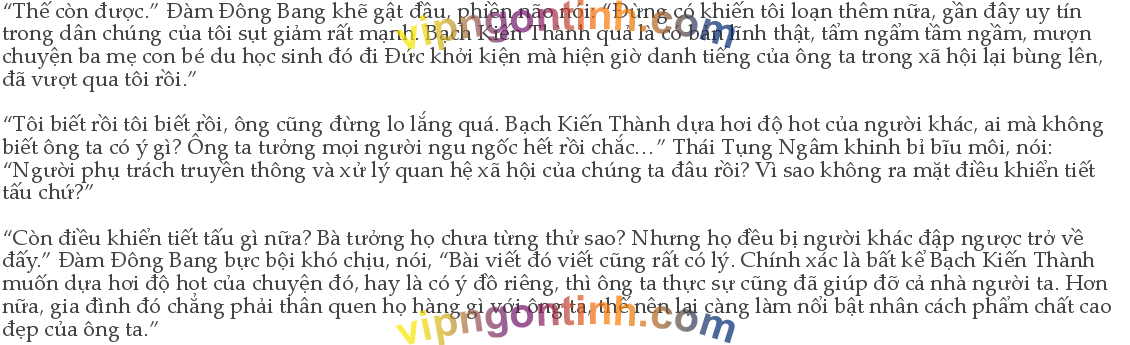 “Thế còn được.” Đàm Đông Bang khẽ gật đầu, phiền não nói: “Đừng có khiến tôi loạn thêm nữa, gần đây uy tín
trong dân chúng của tôi sụt giảm rất mạnh. Bạch Kiến Thành quả là có bản lĩnh thật, tẩm ngẩm tầm ngầm, mượn
chuyện ba mẹ con bé du học sinh đó đi Đức khởi kiện mà hiện giờ danh tiếng của ông ta trong xã hội lại bùng lên,
đã vượt qua tôi rồi.”
“Tôi biết rồi tôi biết rồi, ông cũng đừng lo lắng quá. Bạch Kiến Thành dựa hơi độ hot của người khác, ai mà không
biết ông ta có ý gì? Ông ta tưởng mọi người ngu ngốc hết rồi chắc…” Thái Tụng Ngâm khinh bỉ bĩu môi, nói:
“Người phụ trách truyền thông và xử lý quan hệ xã hội của chúng ta đâu rồi? Vì sao không ra mặt điều khiển tiết
tấu chứ?”
“Còn điều khiển tiết tấu gì nữa? Bà tưởng họ chưa từng thử sao? Nhưng họ đều bị người khác đập ngược trở về
đấy.” Đàm Đông Bang bực bội khó chịu, nói, “Bài viết đó viết cũng rất có lý. Chính xác là bất kể Bạch Kiến Thành
muốn dựa hơi độ họt của chuyện đó, hay là có ý đồ riêng, thì ông ta thực sự cũng đã giúp đỡ cả nhà người ta. Hơn
nữa, gia đình đó chẳng phải thân quen họ hàng gì với ông ta, thế nên lại càng làm nổi bật nhân cách phẩm chất cao
đẹp của ông ta.”
vipngontinh.com
vipngontinh.com